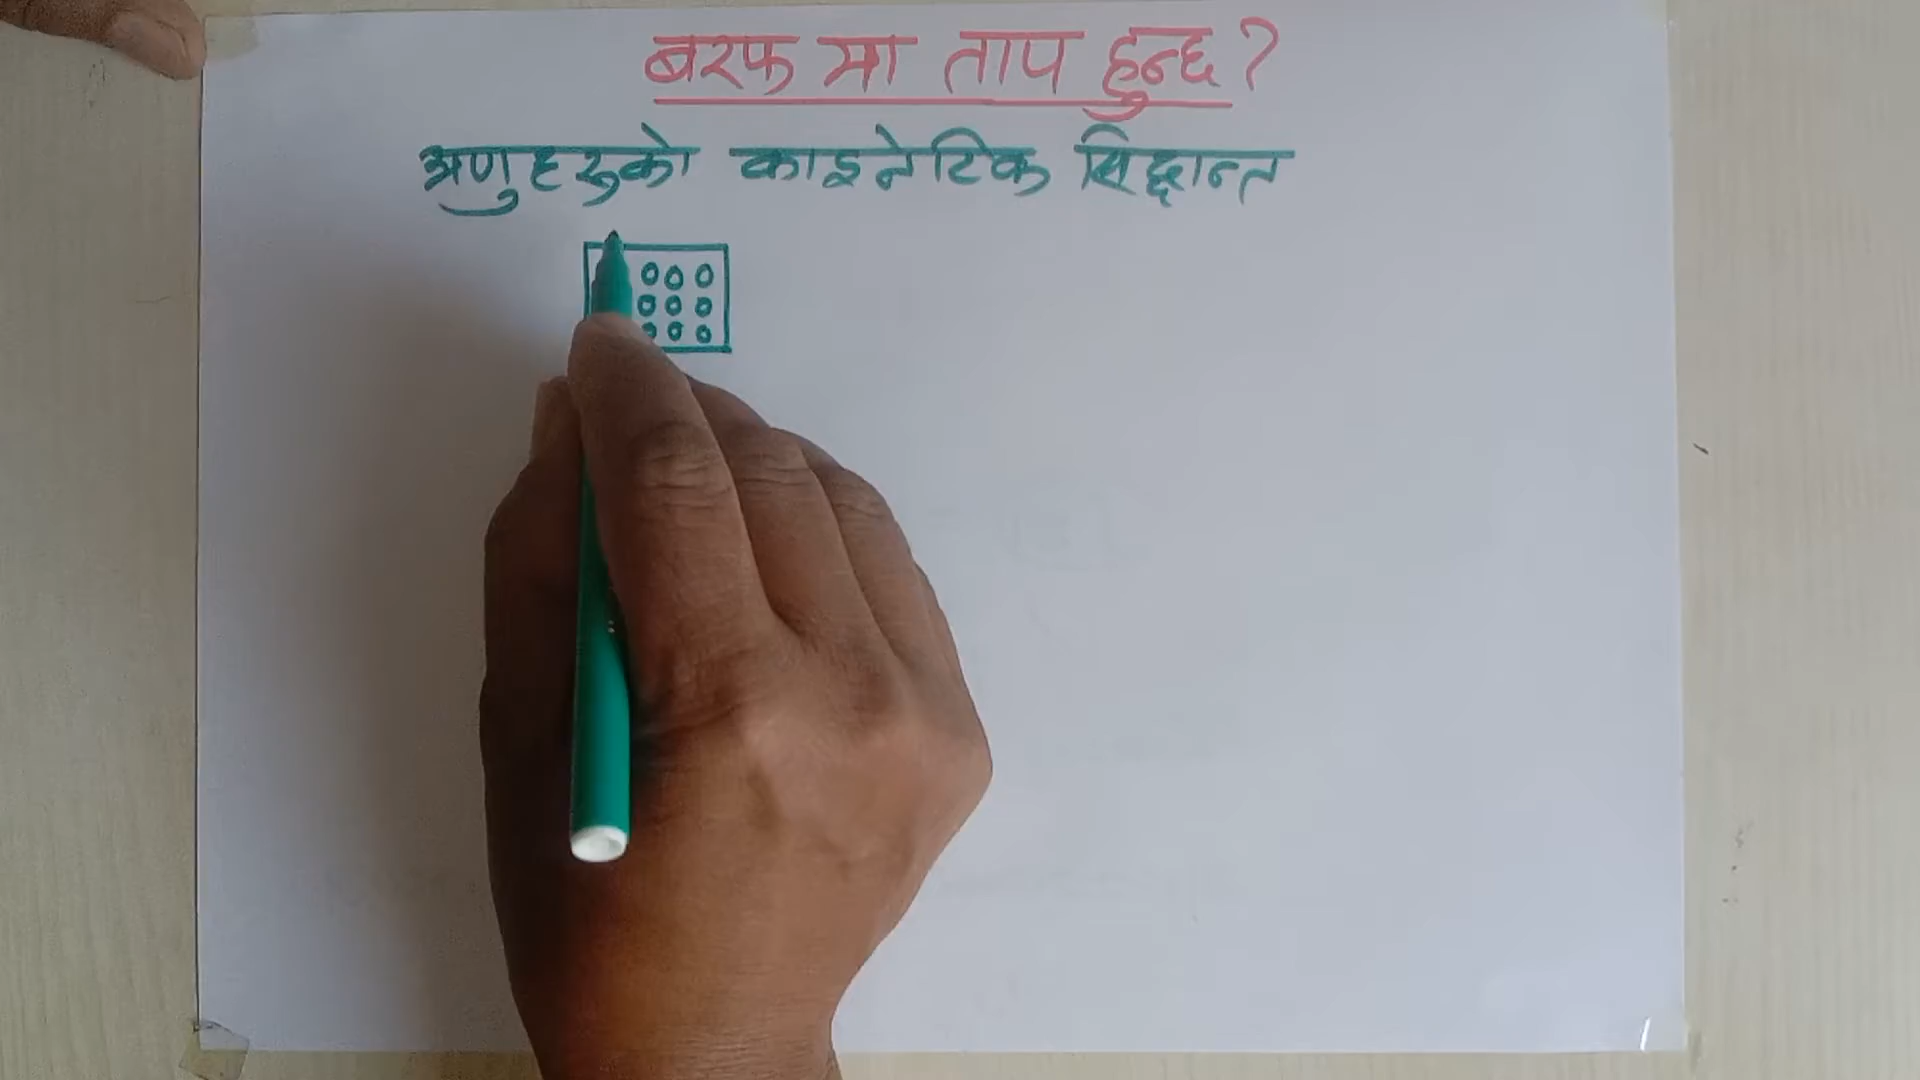 बरफ मा ताप हुन्छ?
अणुहरुको काइनेटिक सिद्धान्त